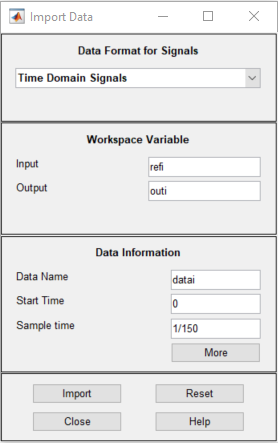 Import Data
Data Format for Signals
Time Domain Signals
Workspace Variable
Input refi
Output outi
Data Information
Data Name datai
Start Time 0
Sample time 1/150
More
Import Reset
Close Help